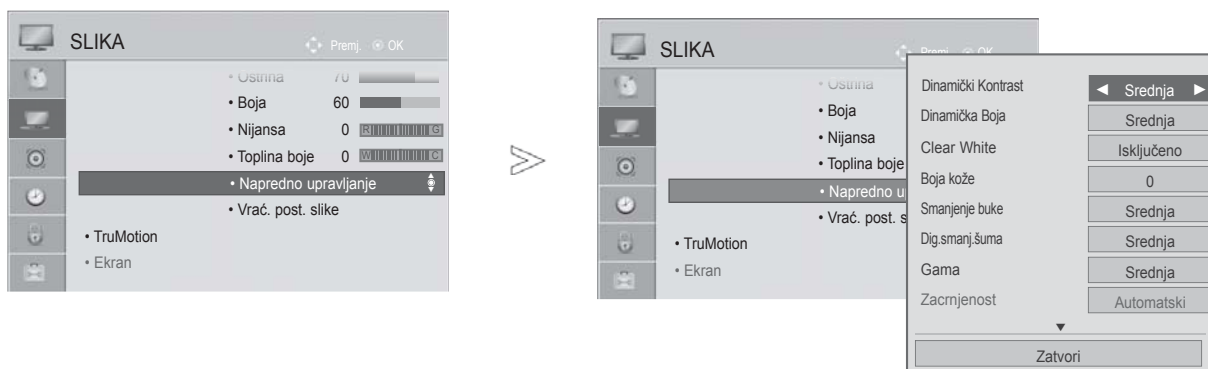 SLIKA
Premj. OK
• Oštrina 70
• Boja 60
• Nijansa 0 R G
• Toplina boje 0 W C
• Napredno upravljanje
• Vrać. post. slike
• TruMotion
• Ekran
SLIKA
Premj. OK
• Oštrina
• Boja
• Nijansa
• Toplina boje
• Napredno u
• Vrać. post. s
• TruMotion
• Ekran
Dinamički Kontrast ◄ Srednja ►
Dinamička Boja Srednja
Clear White Isključeno
Boja kože 0
Smanjenje buke Srednja
Dig.smanj.šuma Srednja
Gama Srednja
Zacrnjenost Automatski
▼
Zatvori